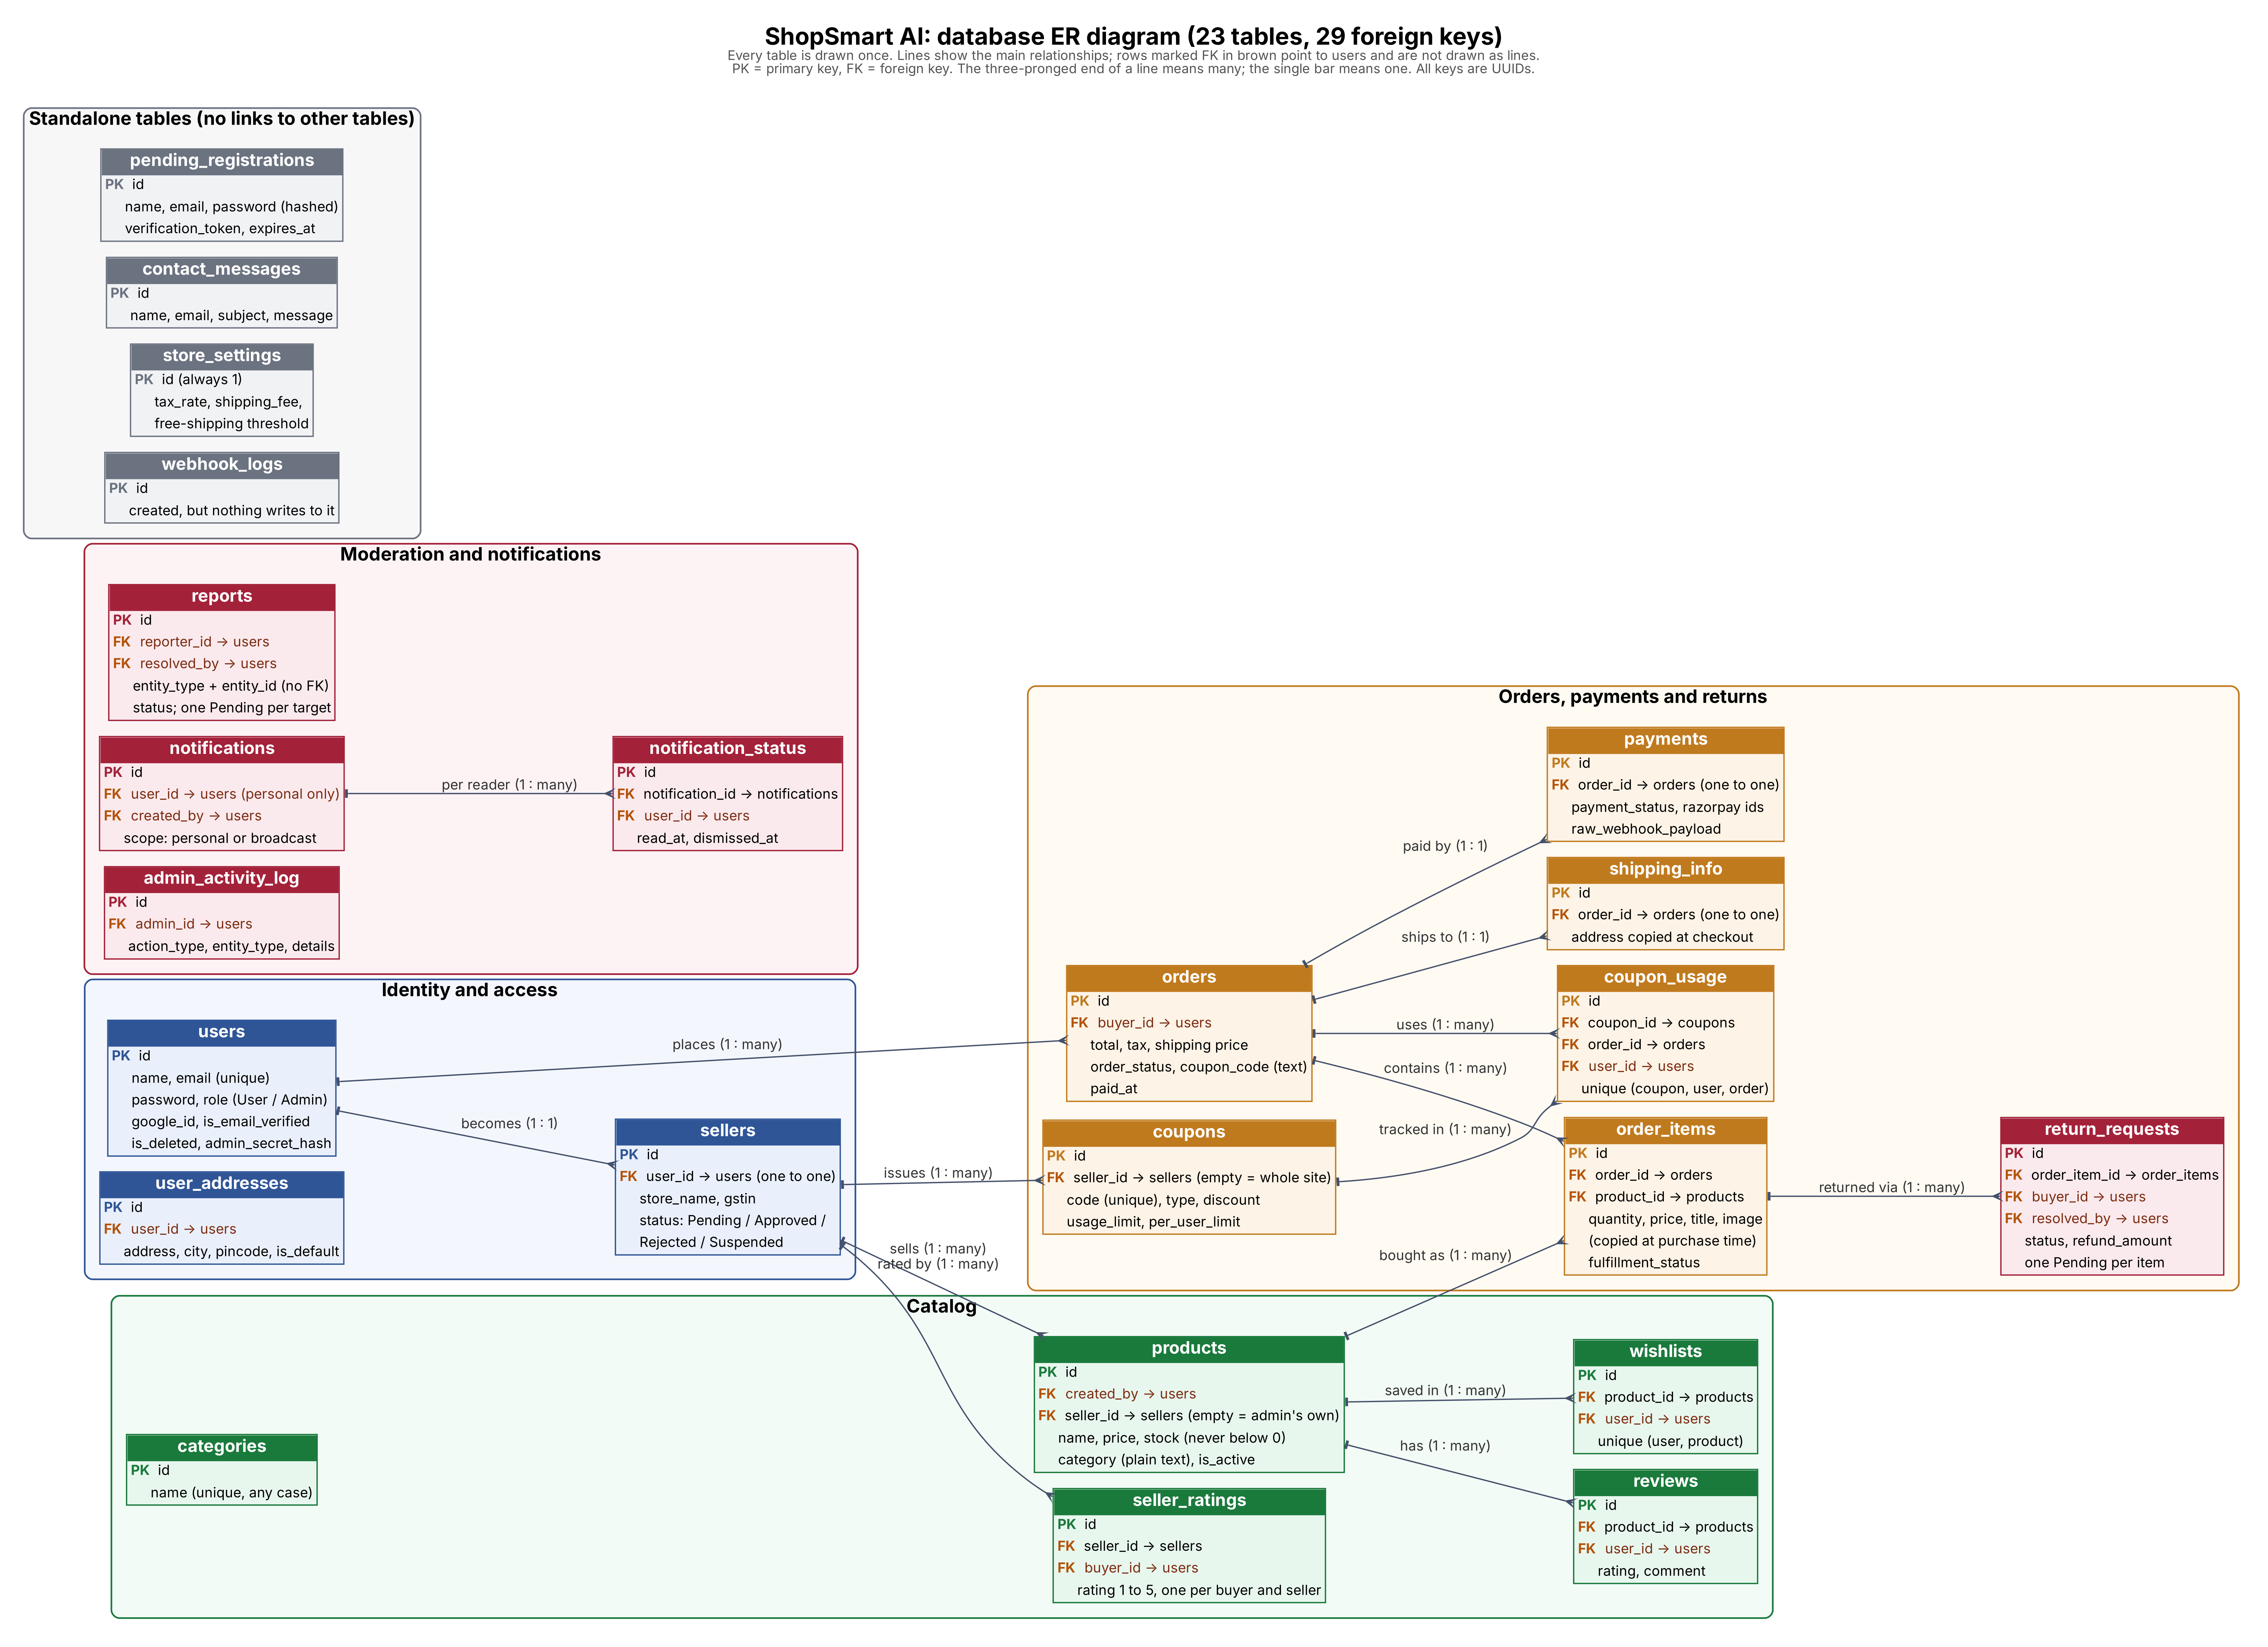 ShopSmart AI: database ER diagram (23 tables, 29 foreign keys)
Every table is drawn once. Lines show the main relationships; rows marked FK in brown point to users and are not drawn as lines.
PK = primary key, FK = foreign key. The three-pronged end of a line means many; the single bar means one. All keys are UUIDs.
Standalone tables (no links to other tables)
pending_registrations
PK id
name, email, password (hashed)
verification_token, expires_at
contact_messages
PK id
name, email, subject, message
store_settings
PK id (always 1)
tax_rate, shipping_fee,
free-shipping threshold
webhook_logs
PK id
created, but nothing writes to it
Moderation and notifications
reports
PK id
FK reporter_id → users
FK resolved_by → users
entity_type + entity_id (no FK)
status; one Pending per target
notifications
PK id
FK user_id → users (personal only)
FK created_by → users
scope: personal or broadcast
per reader (1 : many)
notification_status
PK id
FK notification_id → notifications
FK user_id → users
read_at, dismissed_at
admin_activity_log
PK id
FK admin_id → users
action_type, entity_type, details
Identity and access
users
PK id
name, email (unique)
password, role (User / Admin)
google_id, is_email_verified
is_deleted, admin_secret_hash
places (1 : many)
becomes (1 : 1)
user_addresses
PK id
FK user_id → users
address, city, pincode, is_default
sellers
PK id
FK user_id → users (one to one)
store_name, gstin
status: Pending / Approved /
Rejected / Suspended
issues (1 : many)
sells (1 : many)
rated by (1 : many)
Orders, payments and returns
payments
PK id
FK order_id → orders (one to one)
payment_status, razorpay ids
raw_webhook_payload
paid by (1 : 1)
shipping_info
PK id
FK order_id → orders (one to one)
address copied at checkout
ships to (1 : 1)
orders
PK id
FK buyer_id → users
total, tax, shipping price
order_status, coupon_code (text)
paid_at
uses (1 : many)
contains (1 : many)
coupon_usage
PK id
FK coupon_id → coupons
FK order_id → orders
FK user_id → users
unique (coupon, user, order)
coupons
PK id
FK seller_id → sellers (empty = whole site)
code (unique), type, discount
usage_limit, per_user_limit
tracked in (1 : many)
order_items
PK id
FK order_id → orders
FK product_id → products
quantity, price, title, image
(copied at purchase time)
fulfillment_status
bought as (1 : many)
returned via (1 : many)
return_requests
PK id
FK order_item_id → order_items
FK buyer_id → users
FK resolved_by → users
status, refund_amount
one Pending per item
Catalog
categories
PK id
name (unique, any case)
products
PK id
FK created_by → users
FK seller_id → sellers (empty = admin's own)
name, price, stock (never below 0)
category (plain text), is_active
saved in (1 : many)
has (1 : many)
wishlists
PK id
FK product_id → products
FK user_id → users
unique (user, product)
seller_ratings
PK id
FK seller_id → sellers
FK buyer_id → users
rating 1 to 5, one per buyer and seller
reviews
PK id
FK product_id → products
FK user_id → users
rating, comment